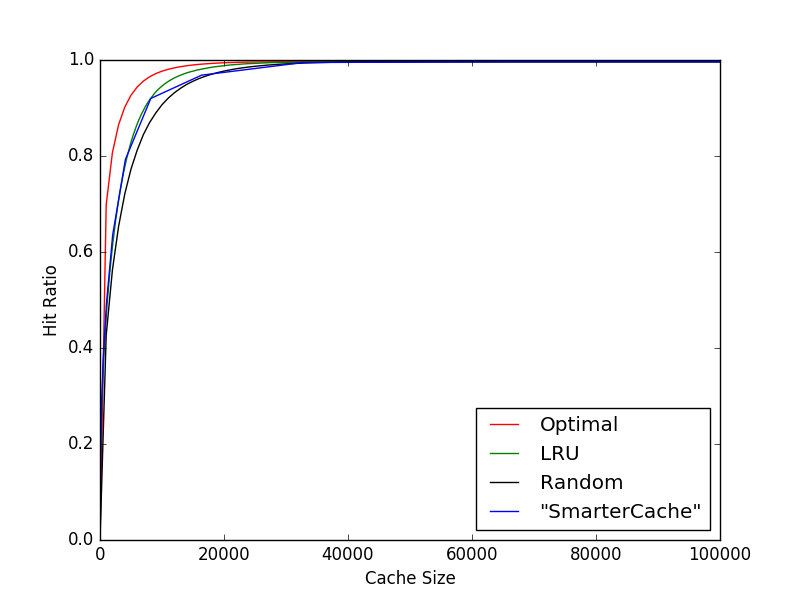 1.0
0.8
0.6
0.4
0.2
0.0
Hit Ratio
0 20000 40000 60000 80000 100000
Cache Size
Optimal
LRU
Random
"SmarterCache"